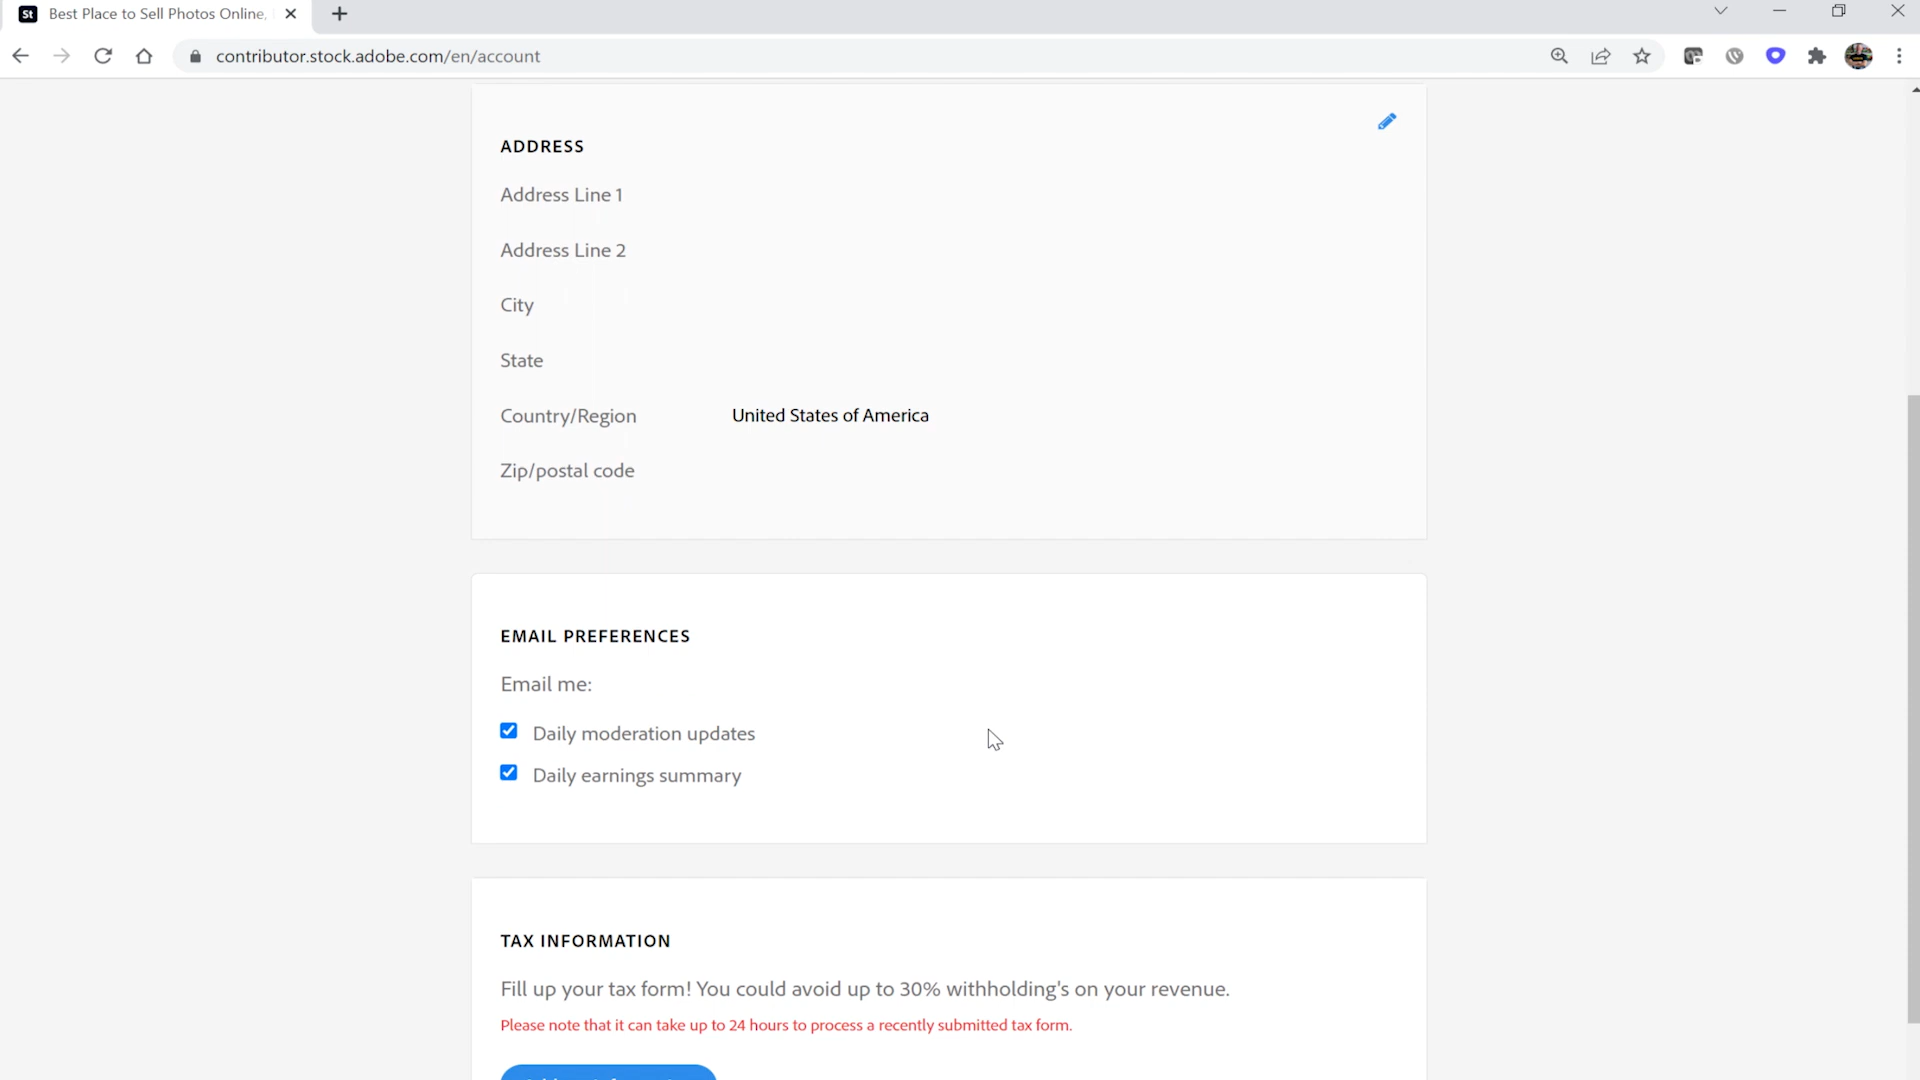 St Best Place to Sell Photos Online,
contributor.stock.adobe.com/en/account
ADDRESS
Address Line 1
Address Line 2
City
State
Country/Region United States of America
Zip/postal code
EMAIL PREFERENCES
Email me:
Daily moderation updates
Daily earnings summary
TAX INFORMATION
Fill up your tax form! You could avoid up to 30% withholding's on your revenue.
Please note that it can take up to 24 hours to process a recently submitted tax form.